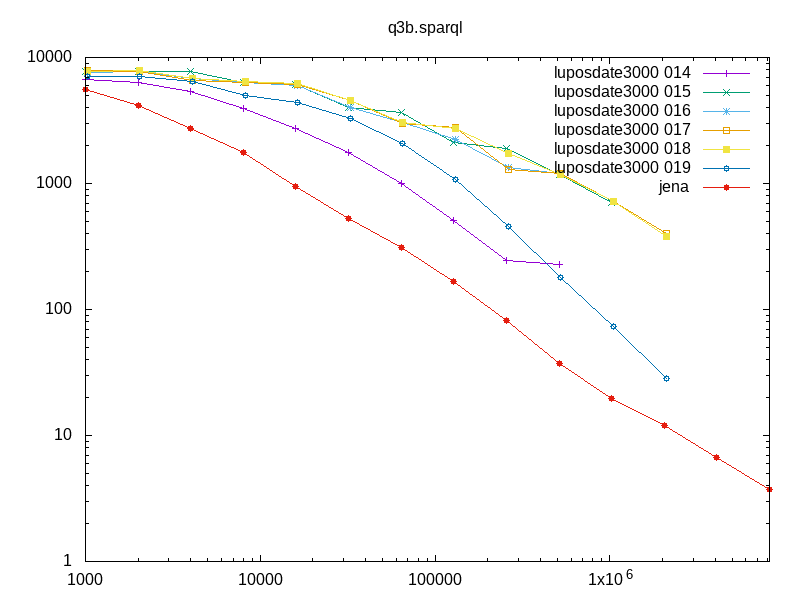 q3b.sparql
10000
1000
100
10
1
luposdate3000 014
luposdate3000 015
luposdate3000 016
luposdate3000 017
luposdate3000 018
luposdate3000 019
jena
1000 10000 100000 1x10^6